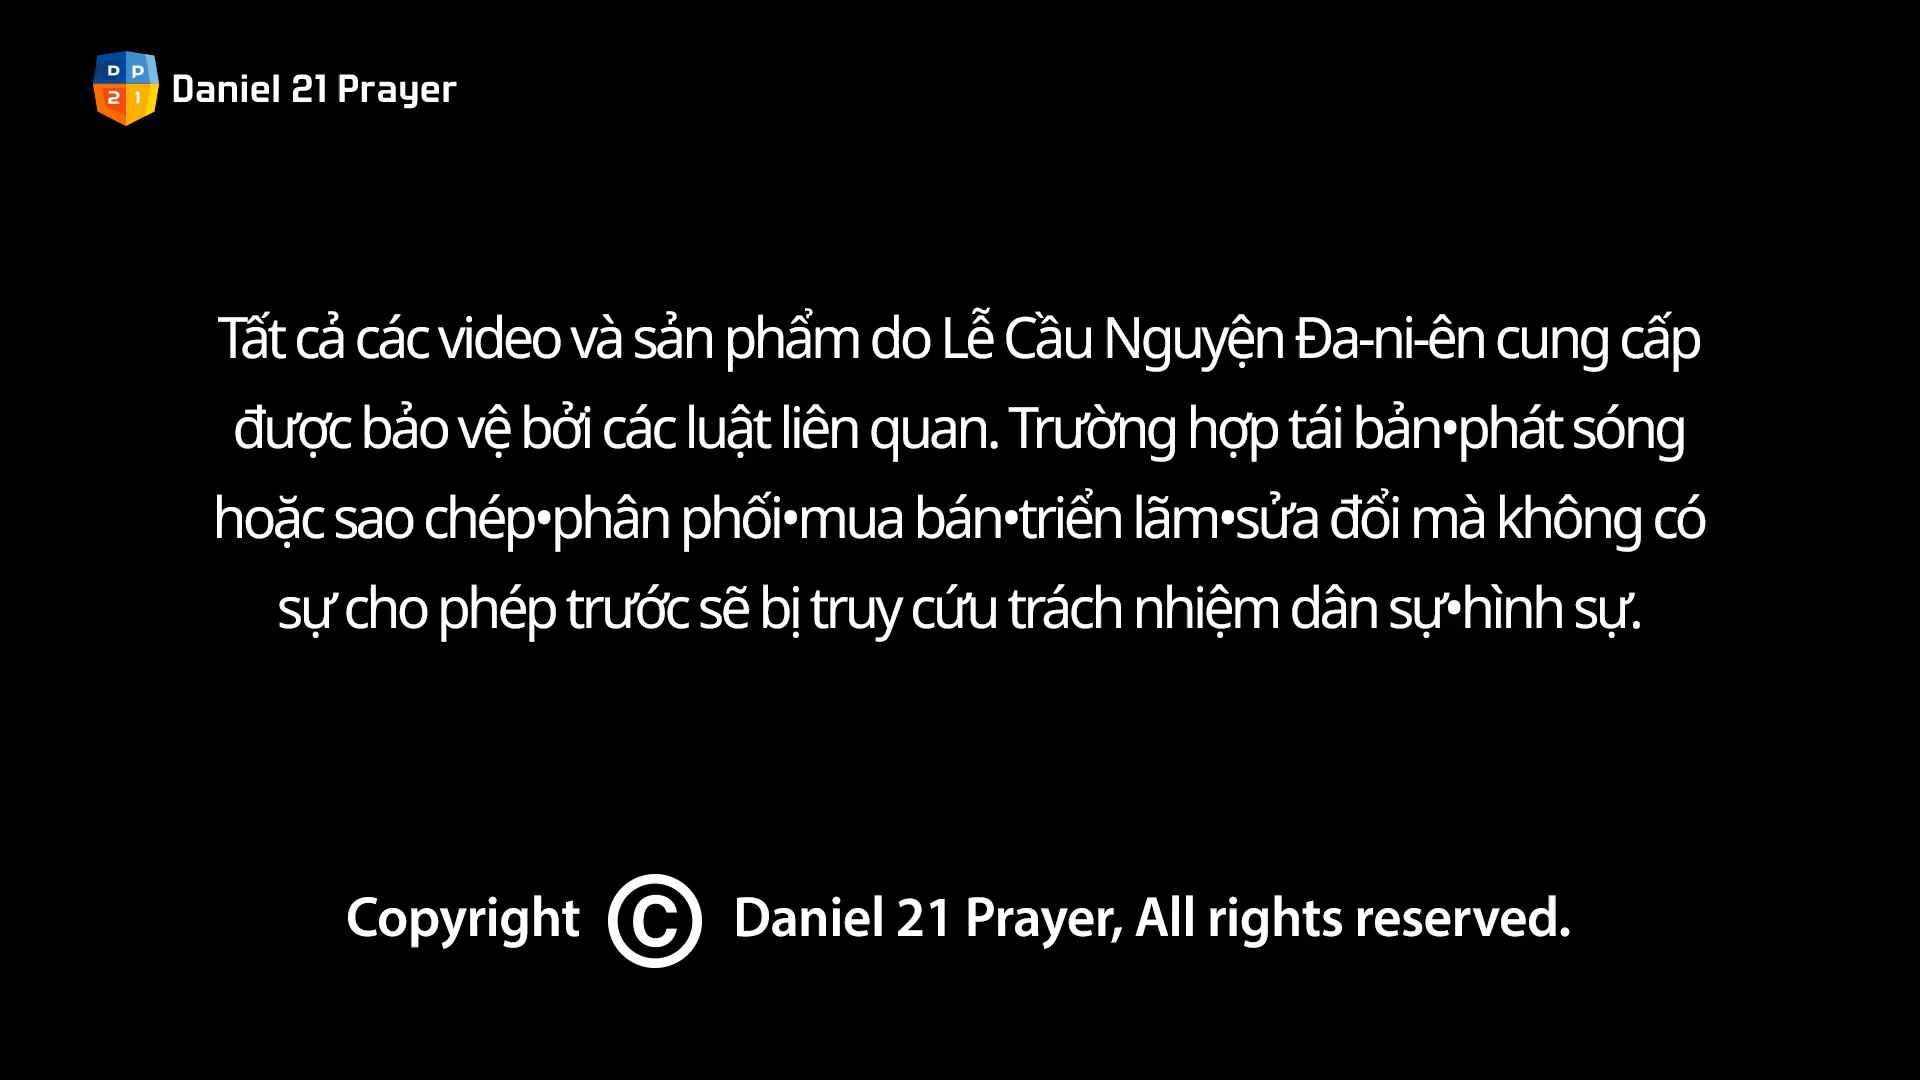 DP
21
Daniel 21 Prayer
Tất cả các video và sản phẩm do Lễ Cầu Nguyện Đa-ni-ên cung cấp
được bảo vệ bởi các luật liên quan. Trường hợp tái bản•phát sóng
hoặc sao chép•phân phối•mua bán•triển lãm•sửa đổi mà không có
sự cho phép trước sẽ bị truy cứu trách nhiệm dân sự•hình sự.
Copyright © Daniel 21 Prayer, All rights reserved.